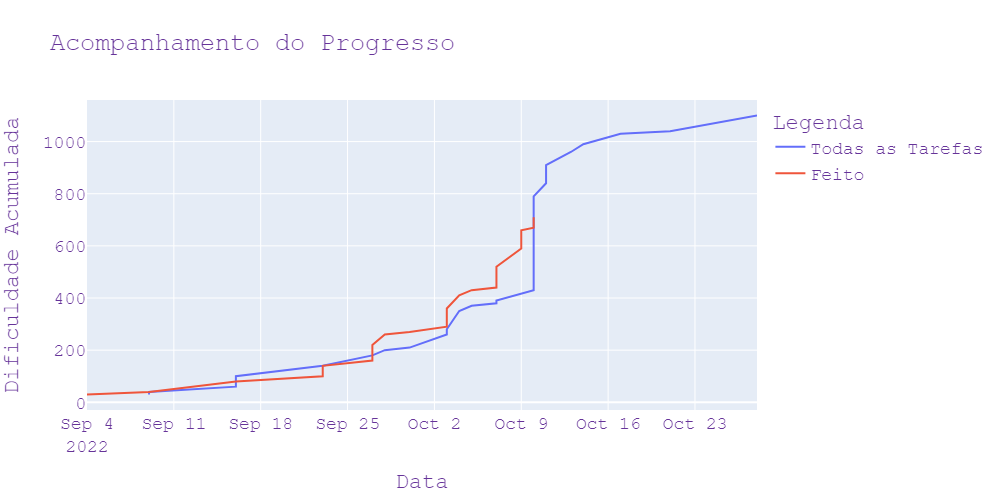 Acompanhamento do Progresso
Dificuldade Acumulada
1000
800
600
400
200
0
Sep 4
2022
Sep 11
Sep 18
Sep 25
Oct 2
Oct 9
Oct 16
Oct 23
Data
Legenda
Todas as Tarefas
Feito